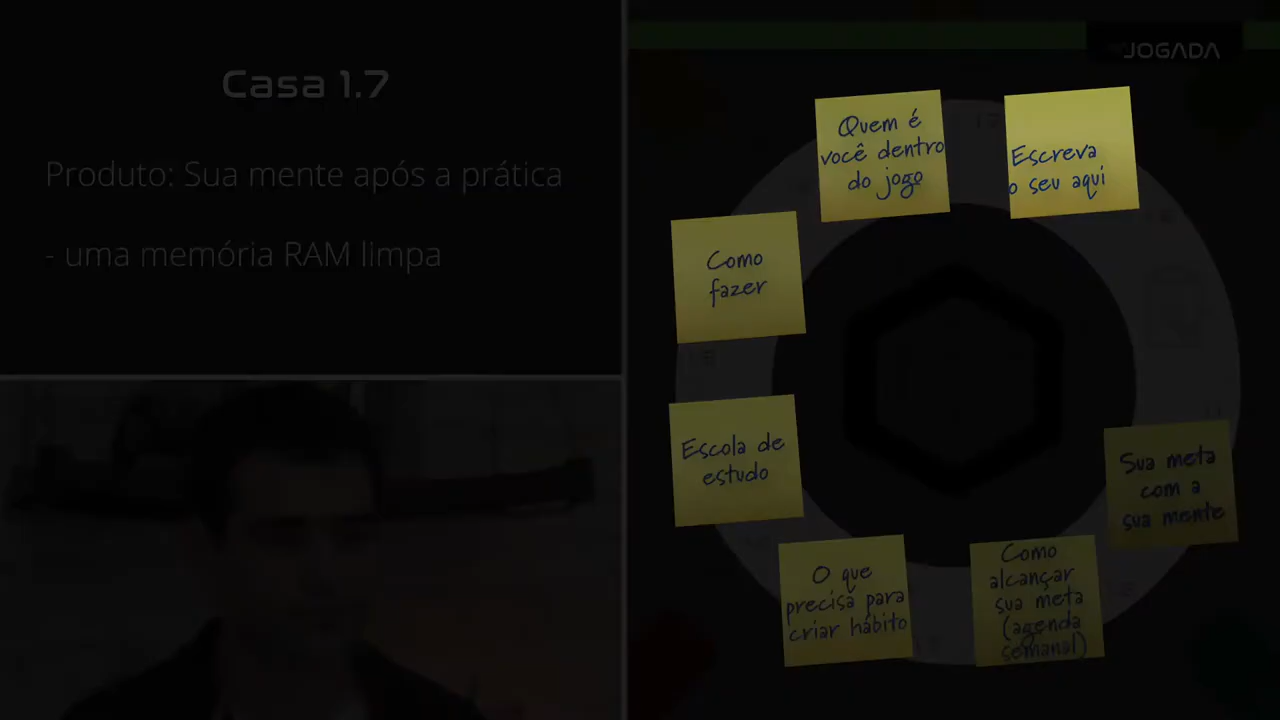 Casa 1.7
Produto: Sua mente após a prática
- uma memória RAM limpa
JOGADA
Quem é
você dentro
do jogo
Escreva
o seu aqui
Como
fazer
Escola de
estudo
Sua meta
com a
sua mente
O que
precisa para
criar hábito
Como
alcançar
sua meta
(agenda
semanal)